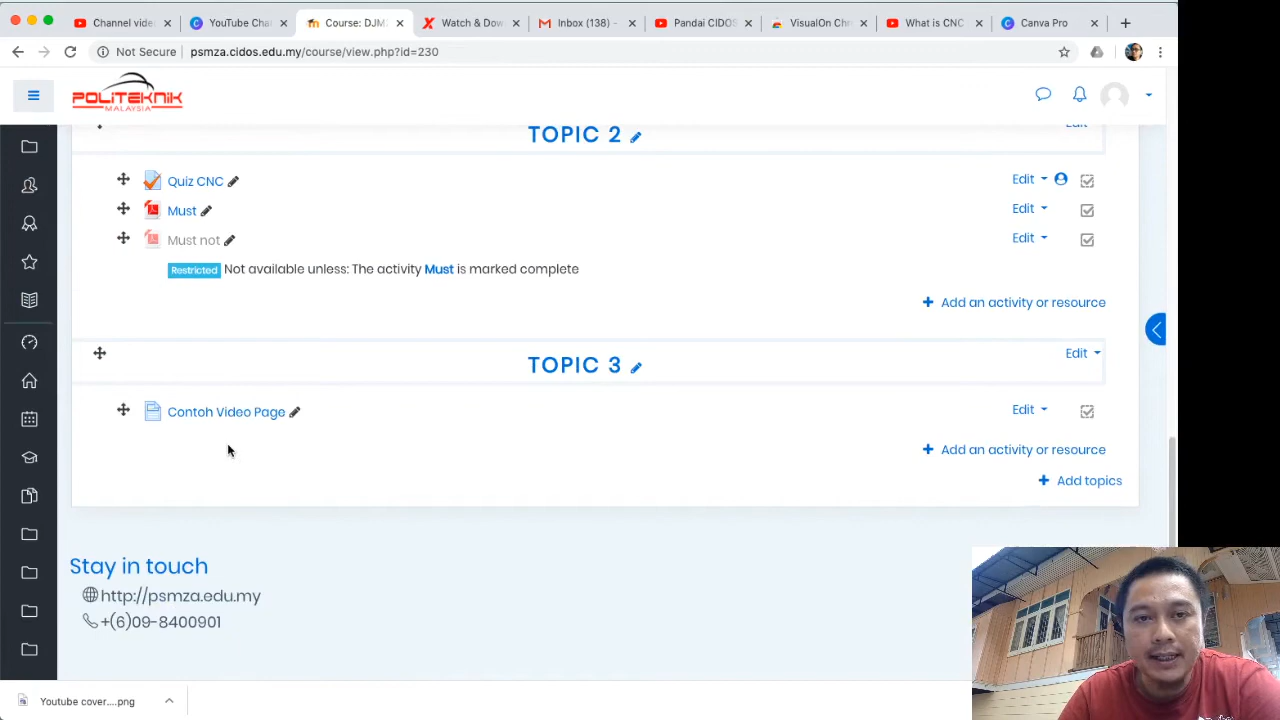 Channel vide
YouTube Cha
Course: DJM
Watch & Dow
Inbox (138) -
Pandai CIDOS
VisualOn Chr
What is CNC
Canva Pro
Not Secure
psmza.cidos.edu.my/course/view.php?id=230
POLITEKNIK
MALAYSIA
Edit
TOPIC 2
Quiz CNC
Edit
Must
Edit
Must not
Edit
Restricted Not available unless: The activity Must is marked complete
+ Add an activity or resource
TOPIC 3
Edit
Contoh Video Page
Edit
+ Add an activity or resource
+ Add topics
Stay in touch
http://psmza.edu.my
+(6)09-8400901
Youtube cover....png